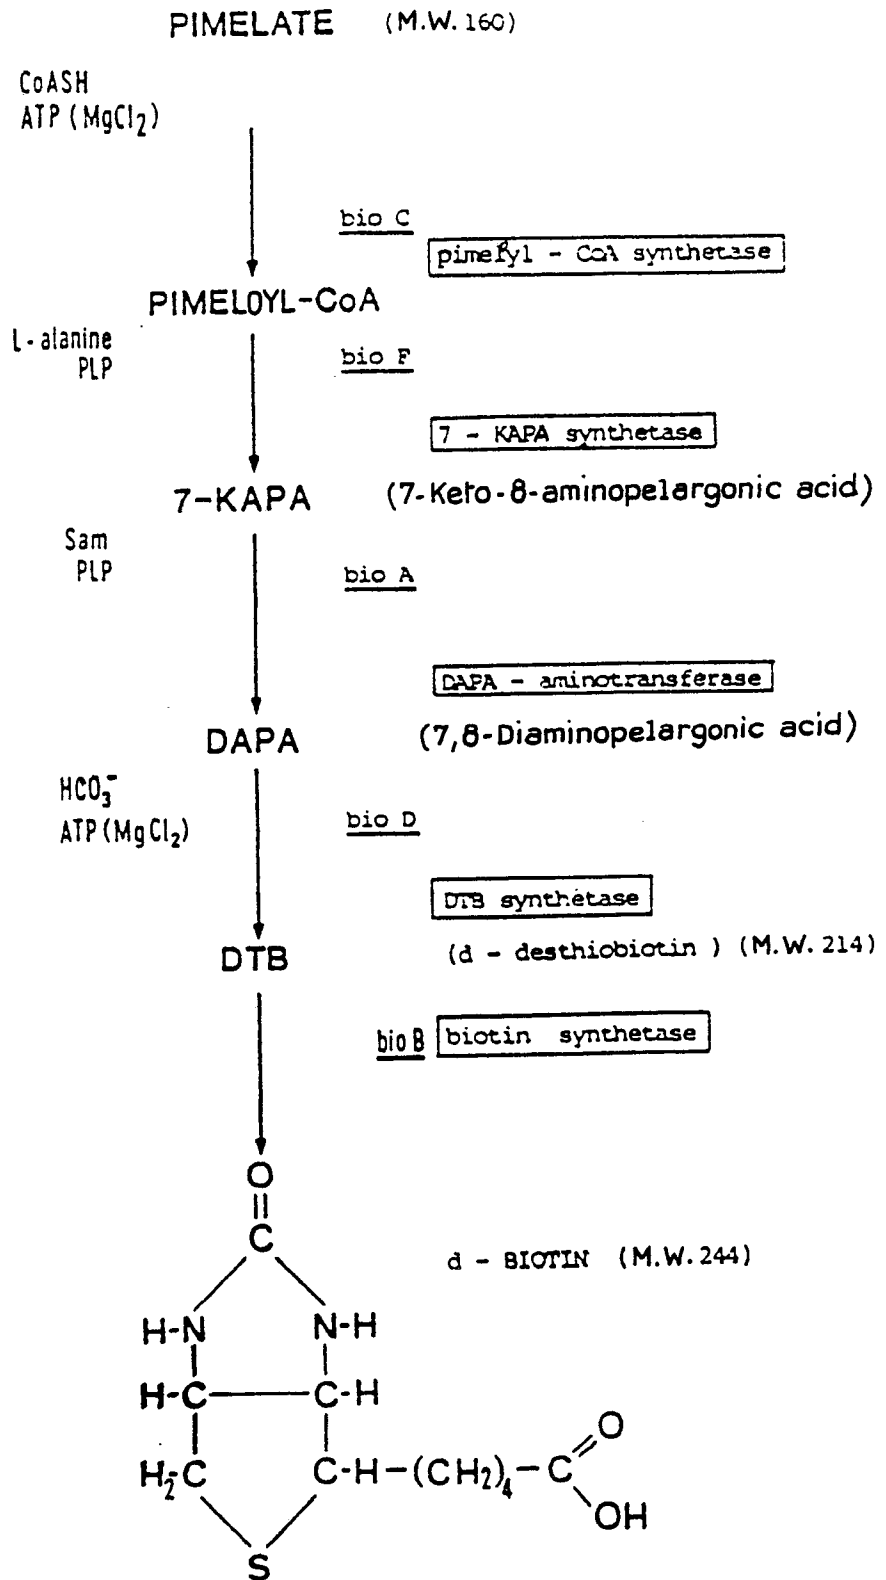 PIMELATE (M.W. 160)
CoASH
ATP (MgCl₂)
bio C
pimelyl - CoA synthetase
PIMELOYL-CoA
L-alanine
PLP
bio F
7 - KAPA synthetase
7-KAPA (7-Keto-8-aminopelargonic acid)
Sam
PLP
bio A
DAPA - aminotransferase
DAPA (7,8-Diaminopelargonic acid)
HCO₃⁻
ATP (MgCl₂)
bio D
DTB synthétase
DTB (d - desthiobiotin) (M.W. 214)
bio B biotin synthetase
O
C
d - BIOTIN (M.W. 244)
H-N N-H
H-C C-H
H₂-C C-H-(CH₂)₄-C
O
OH
S